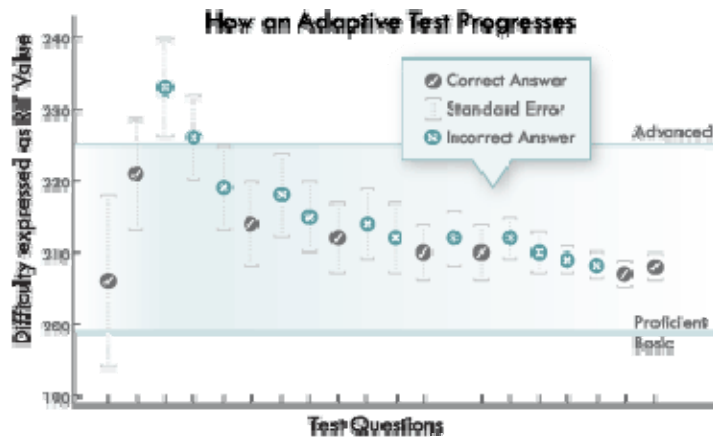 How an Adaptive Test Progresses
Difficulty expressed as RIT Value
240
230
220
210
200
190
Correct Answer
Standard Error
Incorrect Answer
Advanced
Proficient
Basic
Test Questions